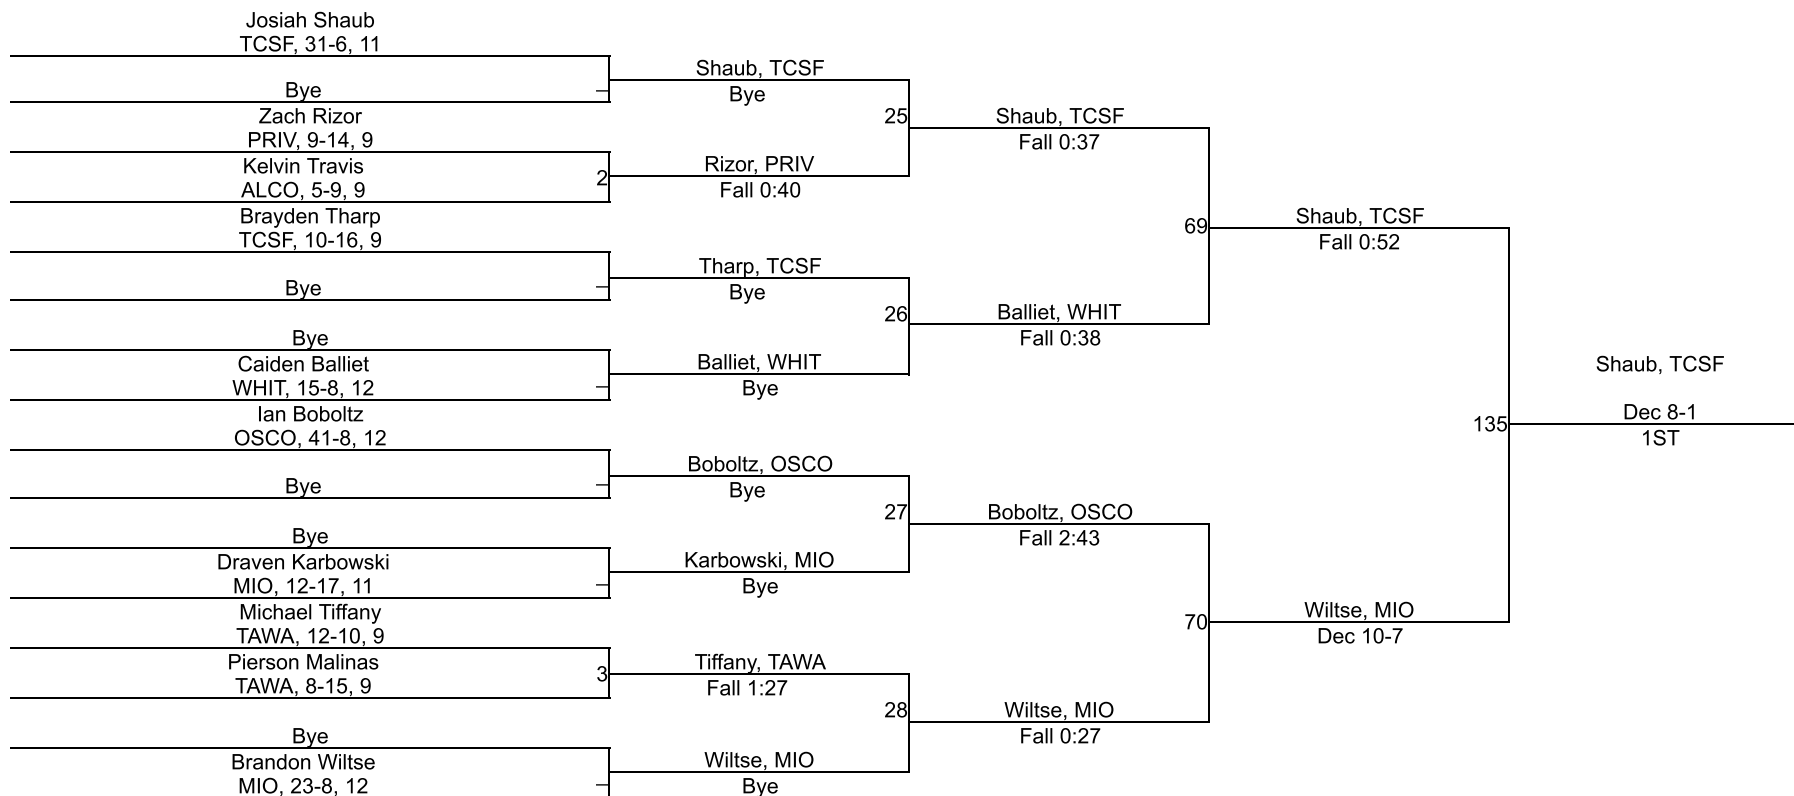 Josiah Shaub
TCSF, 31-6, 11
Bye
Zach Rizor
PRIV, 9-14, 9
Kelvin Travis
ALCO, 5-9, 9
2
Brayden Tharp
TCSF, 10-16, 9
Bye
Bye
Caiden Balliet
WHIT, 15-8, 12
Ian Boboltz
OSCO, 41-8, 12
Bye
Bye
Draven Karbowski
MIO, 12-17, 11
Michael Tiffany
TAWA, 12-10, 9
Pierson Malinas
TAWA, 8-15, 9
3
Bye
Brandon Wiltse
MIO, 23-8, 12
Shaub, TCSF
Bye
25
Rizor, PRIV
Fall 0:40
Tharp, TCSF
Bye
26
Balliet, WHIT
Bye
Boboltz, OSCO
Bye
27
Karbowski, MIO
Bye
Tiffany, TAWA
Fall 1:27
28
Wiltse, MIO
Bye
Shaub, TCSF
Fall 0:37
69
Balliet, WHIT
Fall 0:38
Boboltz, OSCO
Fall 2:43
70
Wiltse, MIO
Fall 0:27
Shaub, TCSF
Fall 0:52
135
Wiltse, MIO
Dec 10-7
Shaub, TCSF
Dec 8-1
1ST